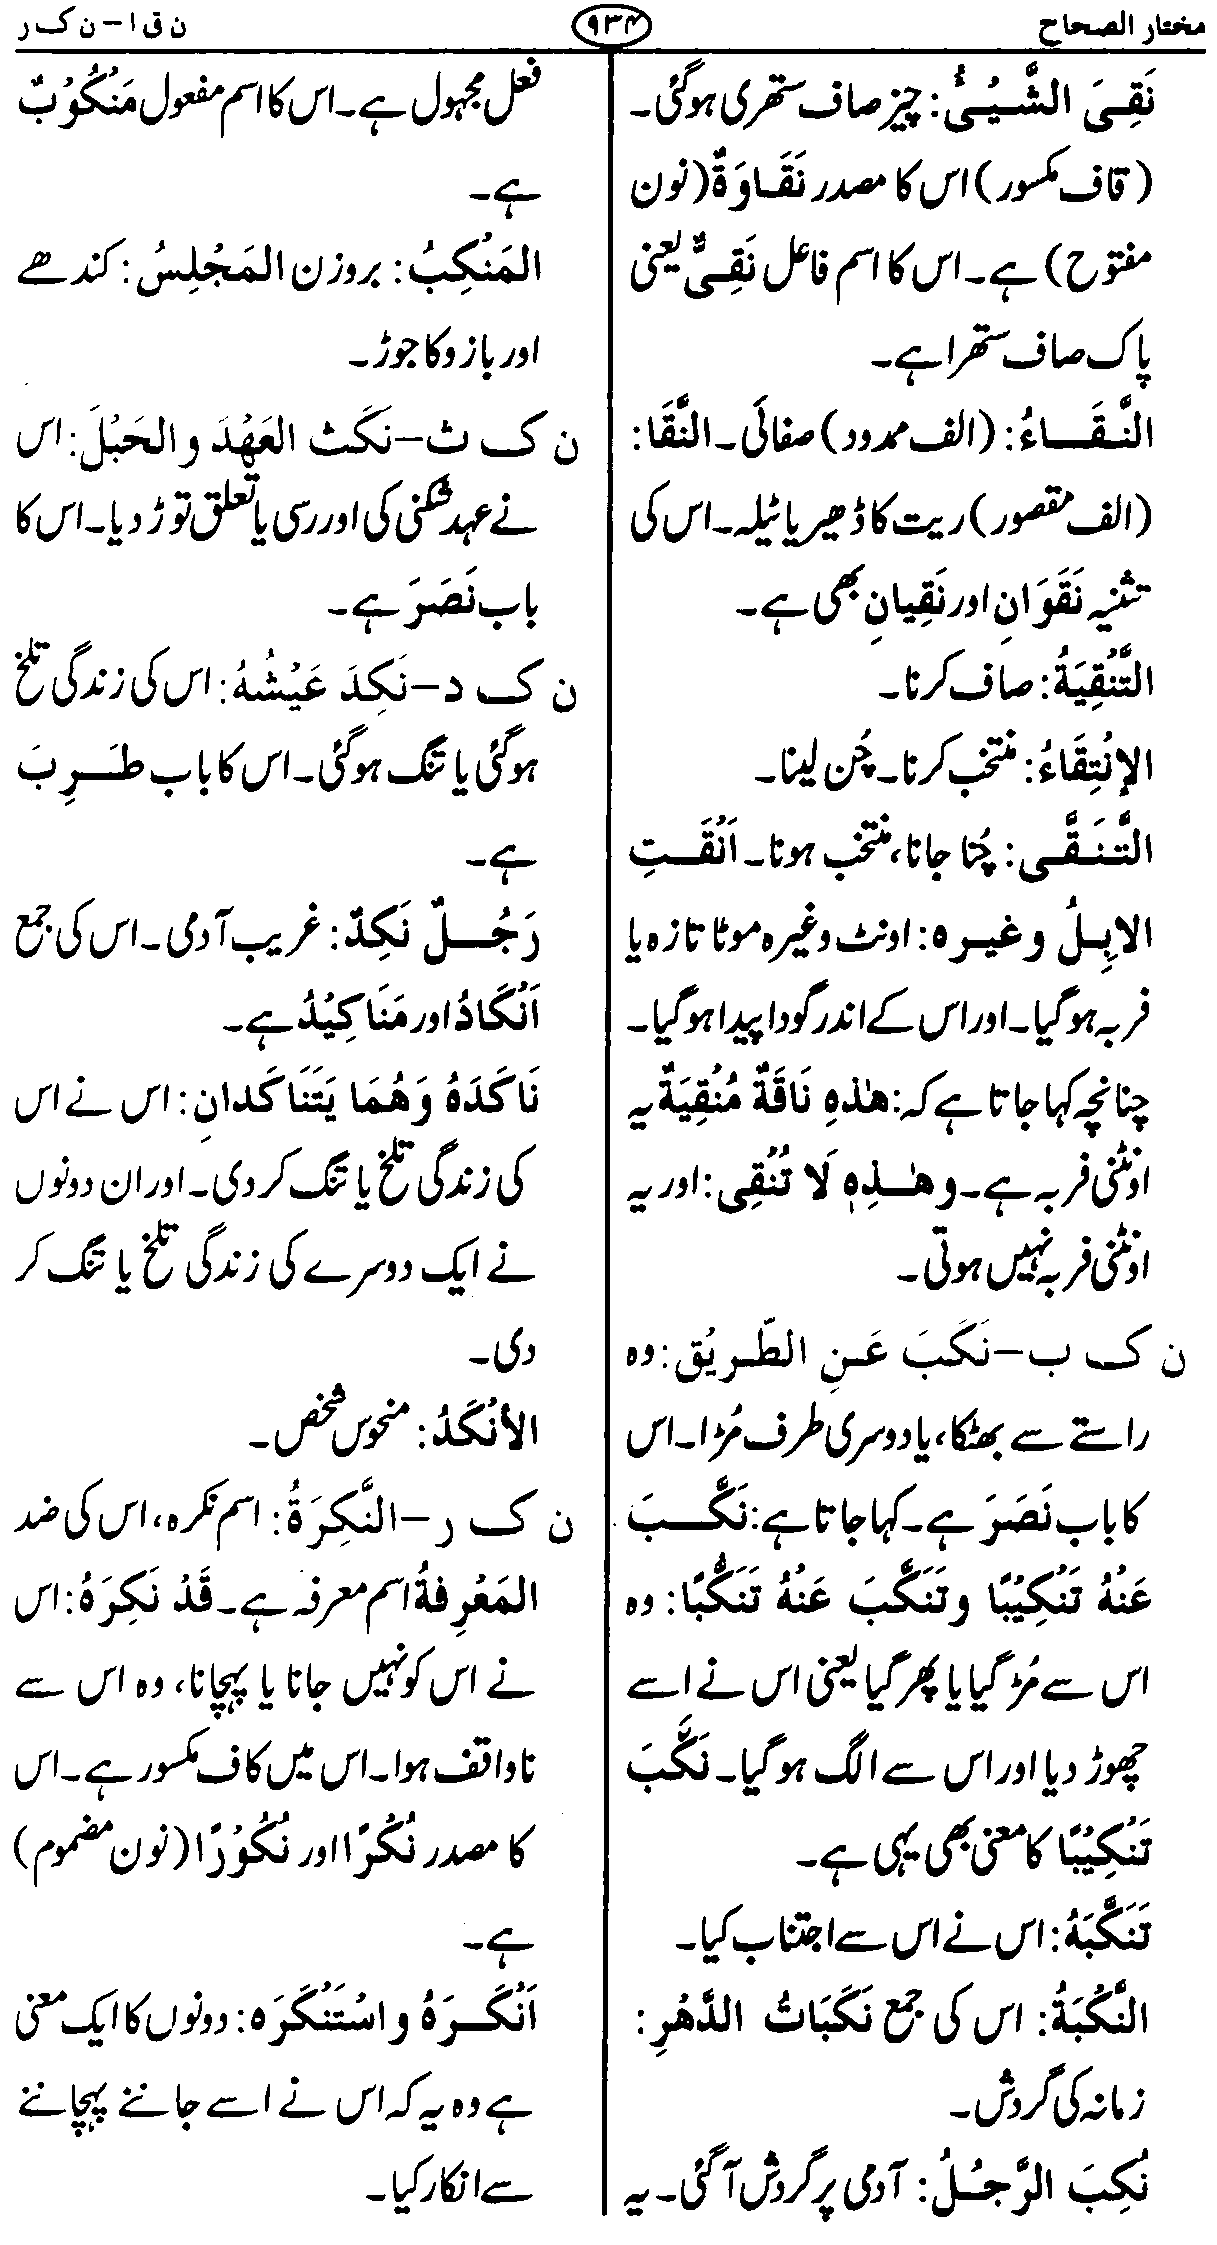 مختار الصحاح
۹۳۴
ن ق ا – ن ک ر
نَقِیَ الشَّیْئُ: چیز صاف ستھری ہوگئی۔
(قاف مکسور) اس کا مصدر نَقَاوَةٌ (نون
مفتوح) ہے۔ اس کا اسم فاعل نَقِیٌّ یعنی
پاک صاف ستھرا ہے۔
النَّقَاءُ: (الف ممدود) صفائی۔ النَّقَا:
(الف مقصور) ریت کا ڈھیر یا ٹیلہ۔ اس کی
تثنیہ نَقَوَانِ اور نَقِیانِ بھی ہے۔
التَّنْقِیَةُ: صاف کرنا۔
الإنْتِقَاءُ: منتخب کرنا۔ چُن لینا۔
التَّنَقَّی: چُنا جانا، منتخب ہونا۔ اَنْقَتِ
الابِلُ وغیرہ: اونٹ وغیرہ موٹا تازہ یا
فربہ ہوگیا۔ اور اس کے اندر گودا پیدا ہوگیا۔
چنانچہ کہا جاتا ہے کہ: هٰذِهِ نَاقَةٌ مُنْقِیَةٌ یہ
اونٹنی فربہ ہے۔ وهٰذِهٖ لَا تُنْقِی: اور یہ
اونٹنی فربہ نہیں ہوتی۔
ن ک ب – نَکَبَ عَنِ الطَّرِیْق: وہ
راستے سے بھٹکا، یا دوسری طرف مُڑا۔ اس
کا باب نَصَرَ ہے۔ کہا جاتا ہے: نَکَّبَ
عَنْهُ تَنْکِیْبًا وتَنَکَّبَ عَنْهُ تَنَکُّبًا: وہ
اس سے مُڑ گیا یا پھر گیا یعنی اس نے اسے
چھوڑ دیا اور اس سے الگ ہوگیا۔ نَکَّبَ
تَنْکِیْبًا کا معنی بھی یہی ہے۔
تَنَکَّبَهُ: اس نے اس سے اجتناب کیا۔
النَّکْبَةُ: اس کی جمع نَکَبَاتُ الدَّهْرِ:
زمانہ کی گردش۔
نُکِبَ الرَّجُلُ: آدمی پر گردش آگئی۔ یہ
فعل مجہول ہے۔ اس کا اسم مفعول مَنْکُوْبٌ
ہے۔
المَنْکِبُ: بروزن المَجْلِسُ: کندھے
اور بازو کا جوڑ۔
ن ک ث – نَکَث العَهْدَ والحَبْلَ: اس
نے عہد شکنی کی اور رسی یا تعلق توڑ دیا۔ اس کا
باب نَصَرَ ہے۔
ن ک د – نَکِدَ عَیْشُهُ: اس کی زندگی تلخ
ہوگئی یا تنگ ہوگئی۔ اس کا باب طَرِبَ
ہے۔
رَجُلٌ نَکِدٌ: غریب آدمی۔ اس کی جمع
اَنْکَادُ اور مَنَاکِیْدُ ہے۔
نَاکَدَهُ وَهُمَا یَتَنَاکَدانِ: اس نے اس
کی زندگی تلخ یا تنگ کردی۔ اور ان دونوں
نے ایک دوسرے کی زندگی تلخ یا تنگ کر
دی۔
الأنْکَدُ: منحوس شخص۔
ن ک ر – النَّکِرَةُ: اسم نکرہ، اس کی ضد
المَعْرِفةُ اسم معرفہ ہے۔ قَدْ نَکِرَهُ: اس
نے اس کو نہیں جانا یا پہچانا، وہ اس سے
ناواقف ہوا۔ اس میں کاف مکسور ہے۔ اس
کا مصدر نُکْرًا اور نُکُوْرًا (نون مضموم)
ہے۔
اَنْکَرَهُ واسْتَنْکَرَه: دونوں کا ایک معنی
ہے وہ یہ کہ اس نے اسے جاننے پہچاننے
سے انکار کیا۔